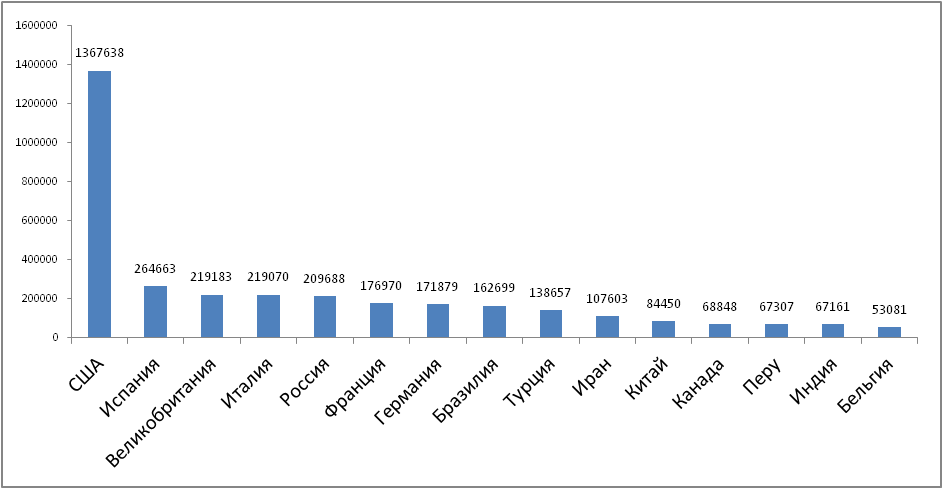 1600000
1400000
1200000
1000000
800000
600000
400000
200000
0
1367638
264663
219183
219070
209688
176970
171879
162699
138657
107603
84450
68848
67307
67161
53081
США
Испания
Великобритания
Италия
Россия
Франция
Германия
Бразилия
Турция
Иран
Китай
Канада
Перу
Индия
Бельгия